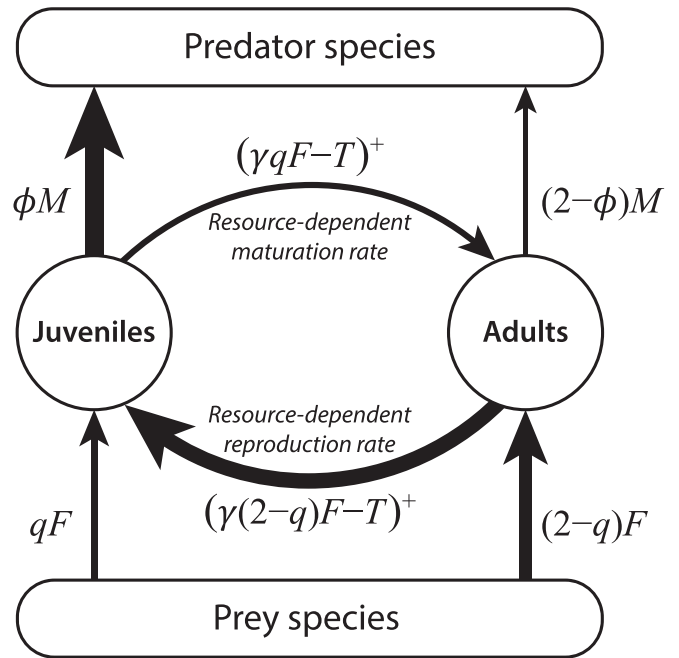 Predator species
(γqF−T)⁺
ϕM
(2−ϕ)M
Resource-dependent
maturation rate
Juveniles
Adults
Resource-dependent
reproduction rate
(γ(2−q)F−T)⁺
qF
(2−q)F
Prey species